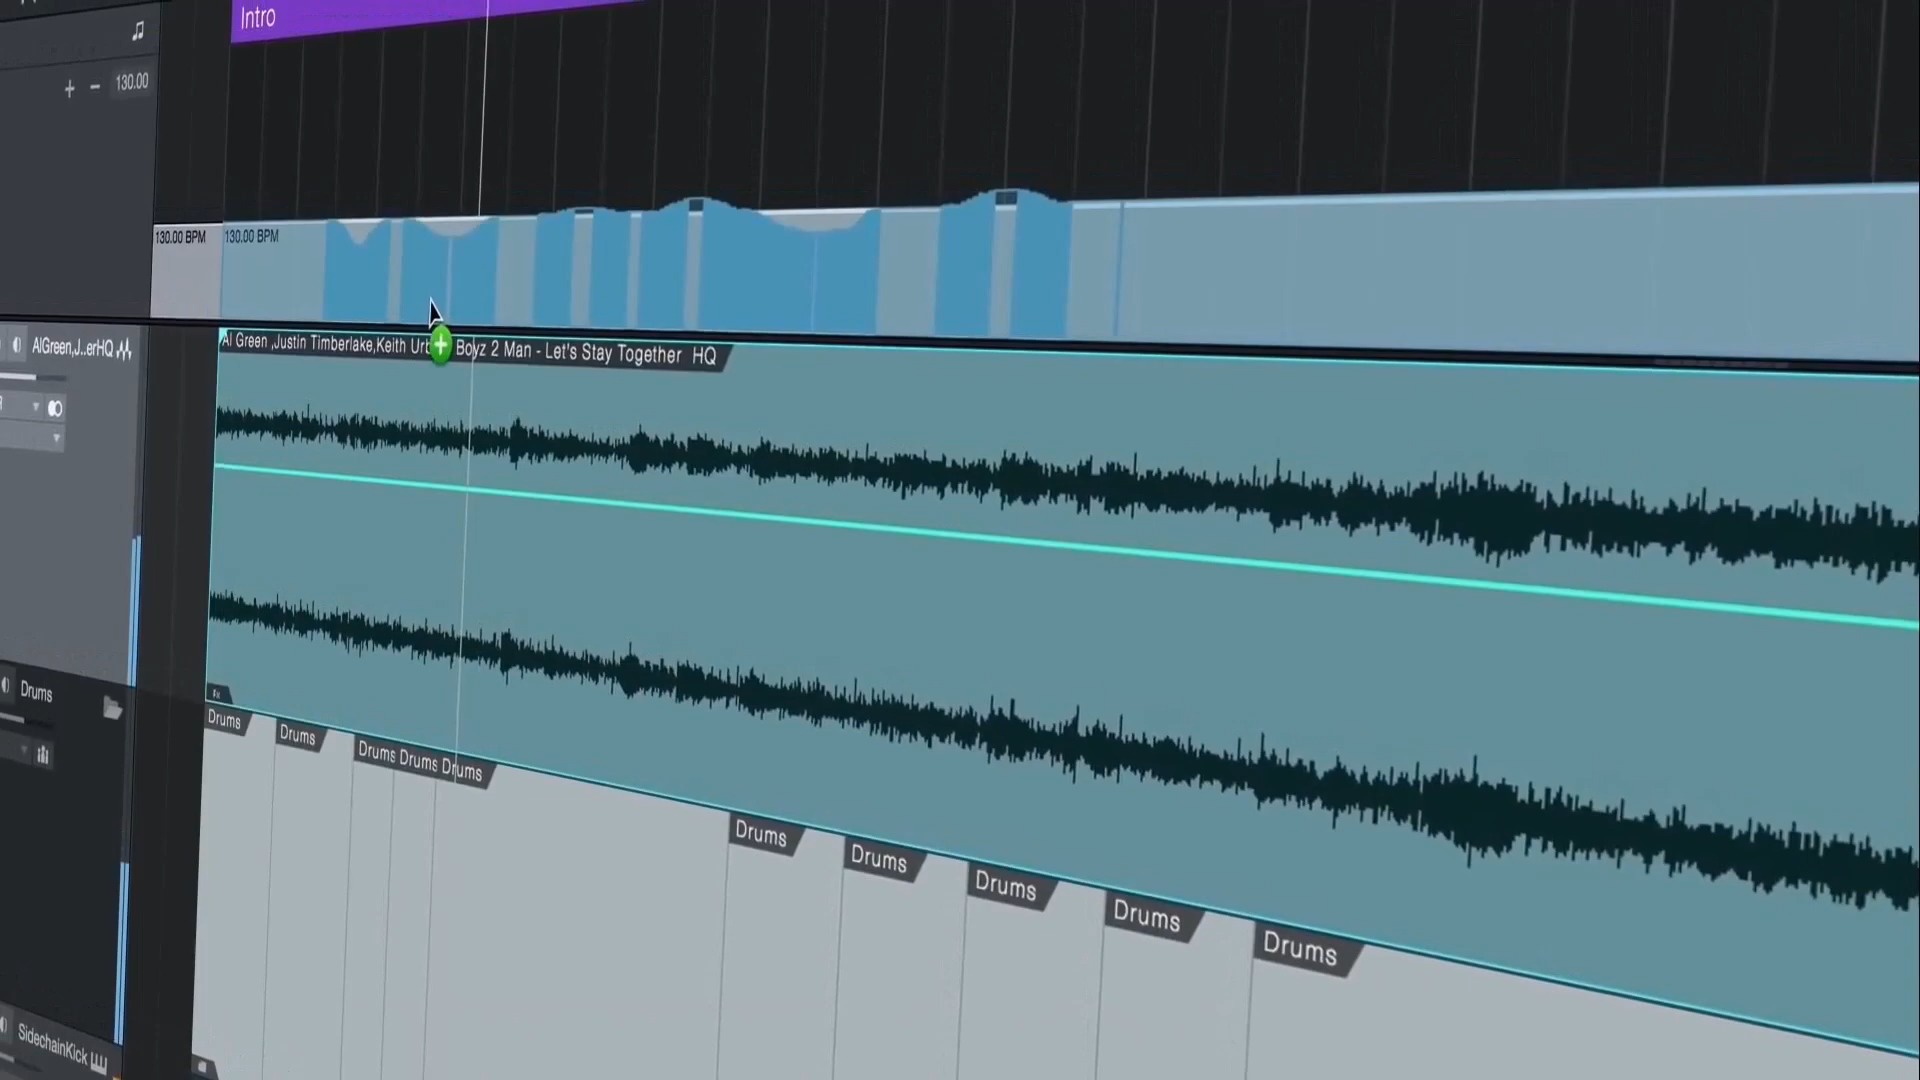 Intro
130.00
130.00 BPM
130.00 BPM
AlGreen,J..erHQ
Al Green ,Justin Timberlake,Keith Boyz 2 Man - Let's Stay Together HQ
Drums
Fx
Drums
Drums
Drums Drums Drums
Drums
Drums
Drums
Drums
Drums
SidechainKick